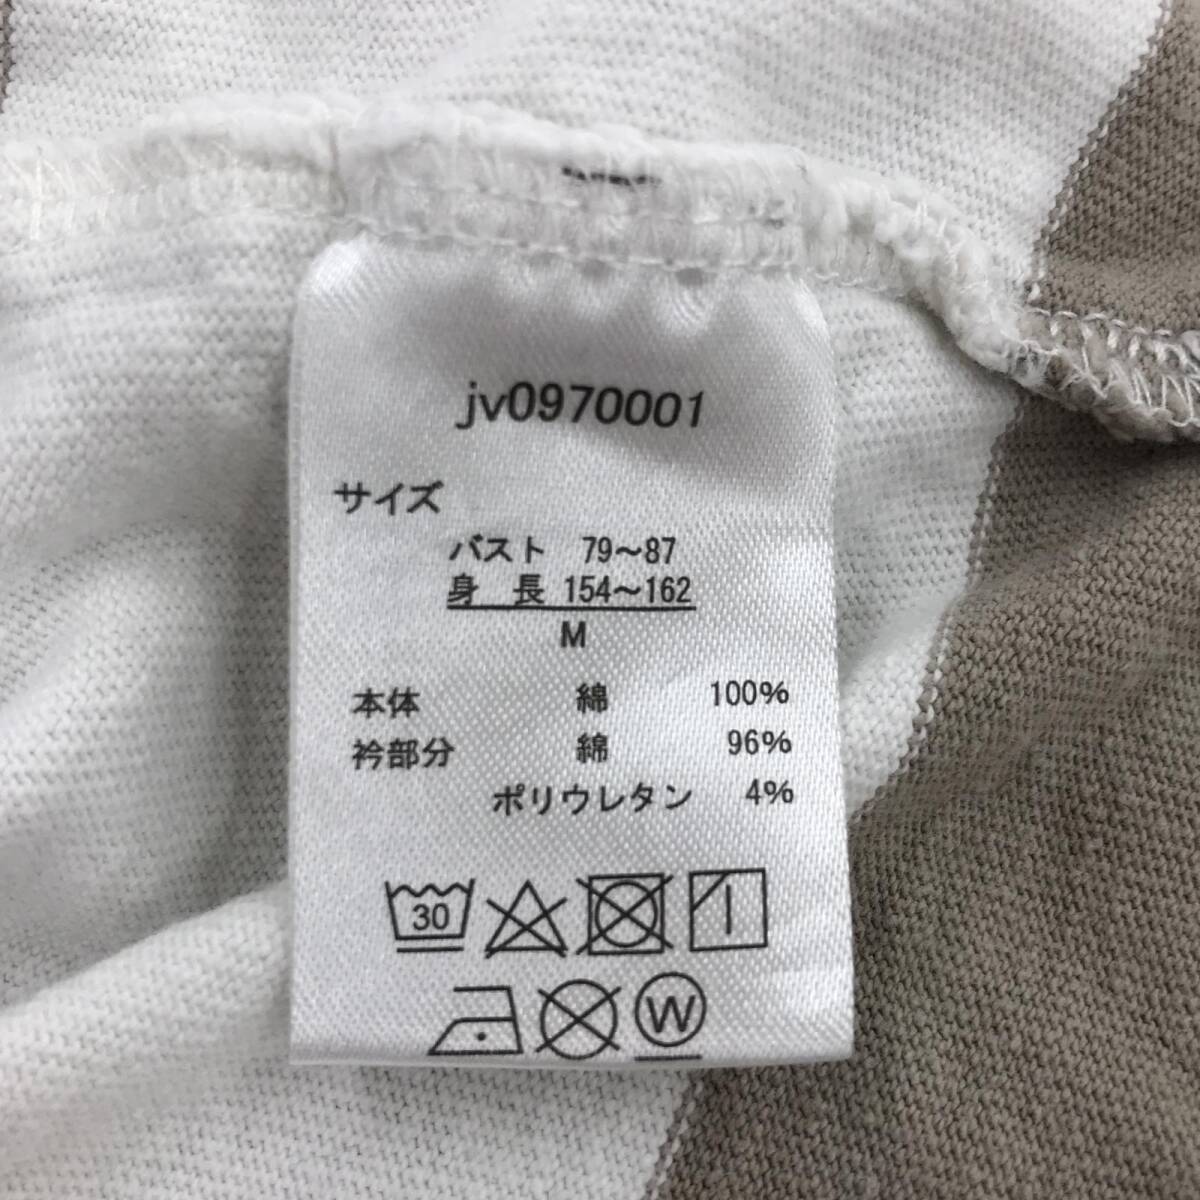 jv0970001
サイズ
バスト 79～87
身 長 154～162
M
本体 綿 100%
衿部分 綿 96%
ポリウレタン 4%
30
W